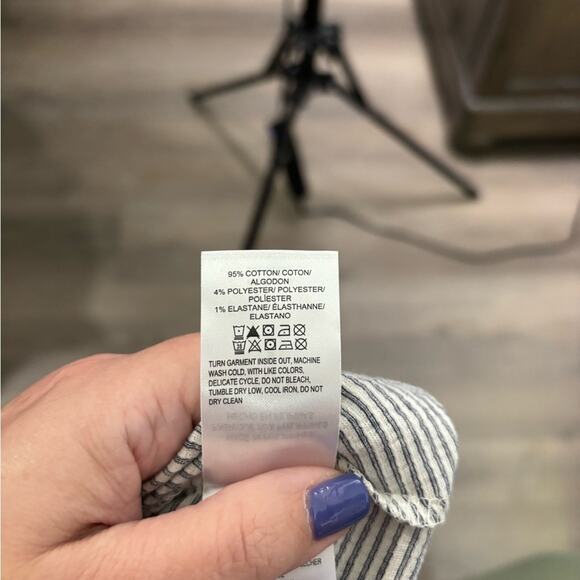 95% COTTON/ COTON/
ALGODON
4% POLYESTER/ POLYESTER/
POLIÉSTER
1% ELASTANE/ ÉLASTHANNE/
ELASTANO
TURN GARMENT INSIDE OUT, MACHINE
WASH COLD, WITH LIKE COLORS,
DELICATE CYCLE, DO NOT BLEACH,
TUMBLE DRY LOW, COOL IRON, DO NOT
DRY CLEAN